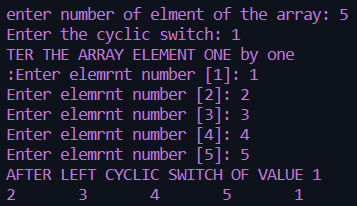 enter number of elment of the array: 5
Enter the cyclic switch: 1
TER THE ARRAY ELEMENT ONE by one
:Enter elemrnt number [1]: 1
Enter elemrnt number [2]: 2
Enter elemrnt number [3]: 3
Enter elemrnt number [4]: 4
Enter elemrnt number [5]: 5
AFTER LEFT CYCLIC SWITCH OF VALUE 1
2 3 4 5 1